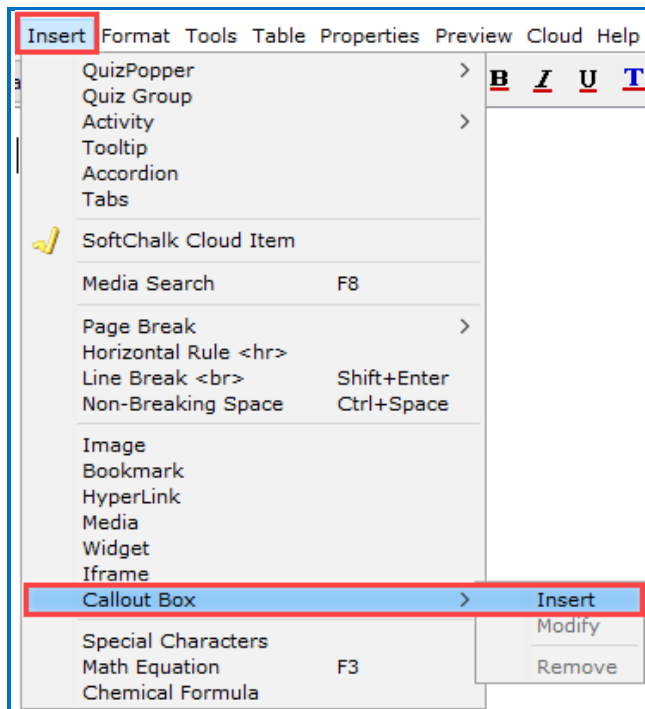 Insert Format Tools Table Properties Preview Cloud Help
B I U T
QuizPopper
Quiz Group
Activity
Tooltip
Accordion
Tabs
SoftChalk Cloud Item
Media Search F8
Page Break
Horizontal Rule <hr>
Line Break <br> Shift+Enter
Non-Breaking Space Ctrl+Space
Image
Bookmark
HyperLink
Media
Widget
Iframe
Callout Box Insert
Modify
Special Characters
Math Equation F3
Remove
Chemical Formula